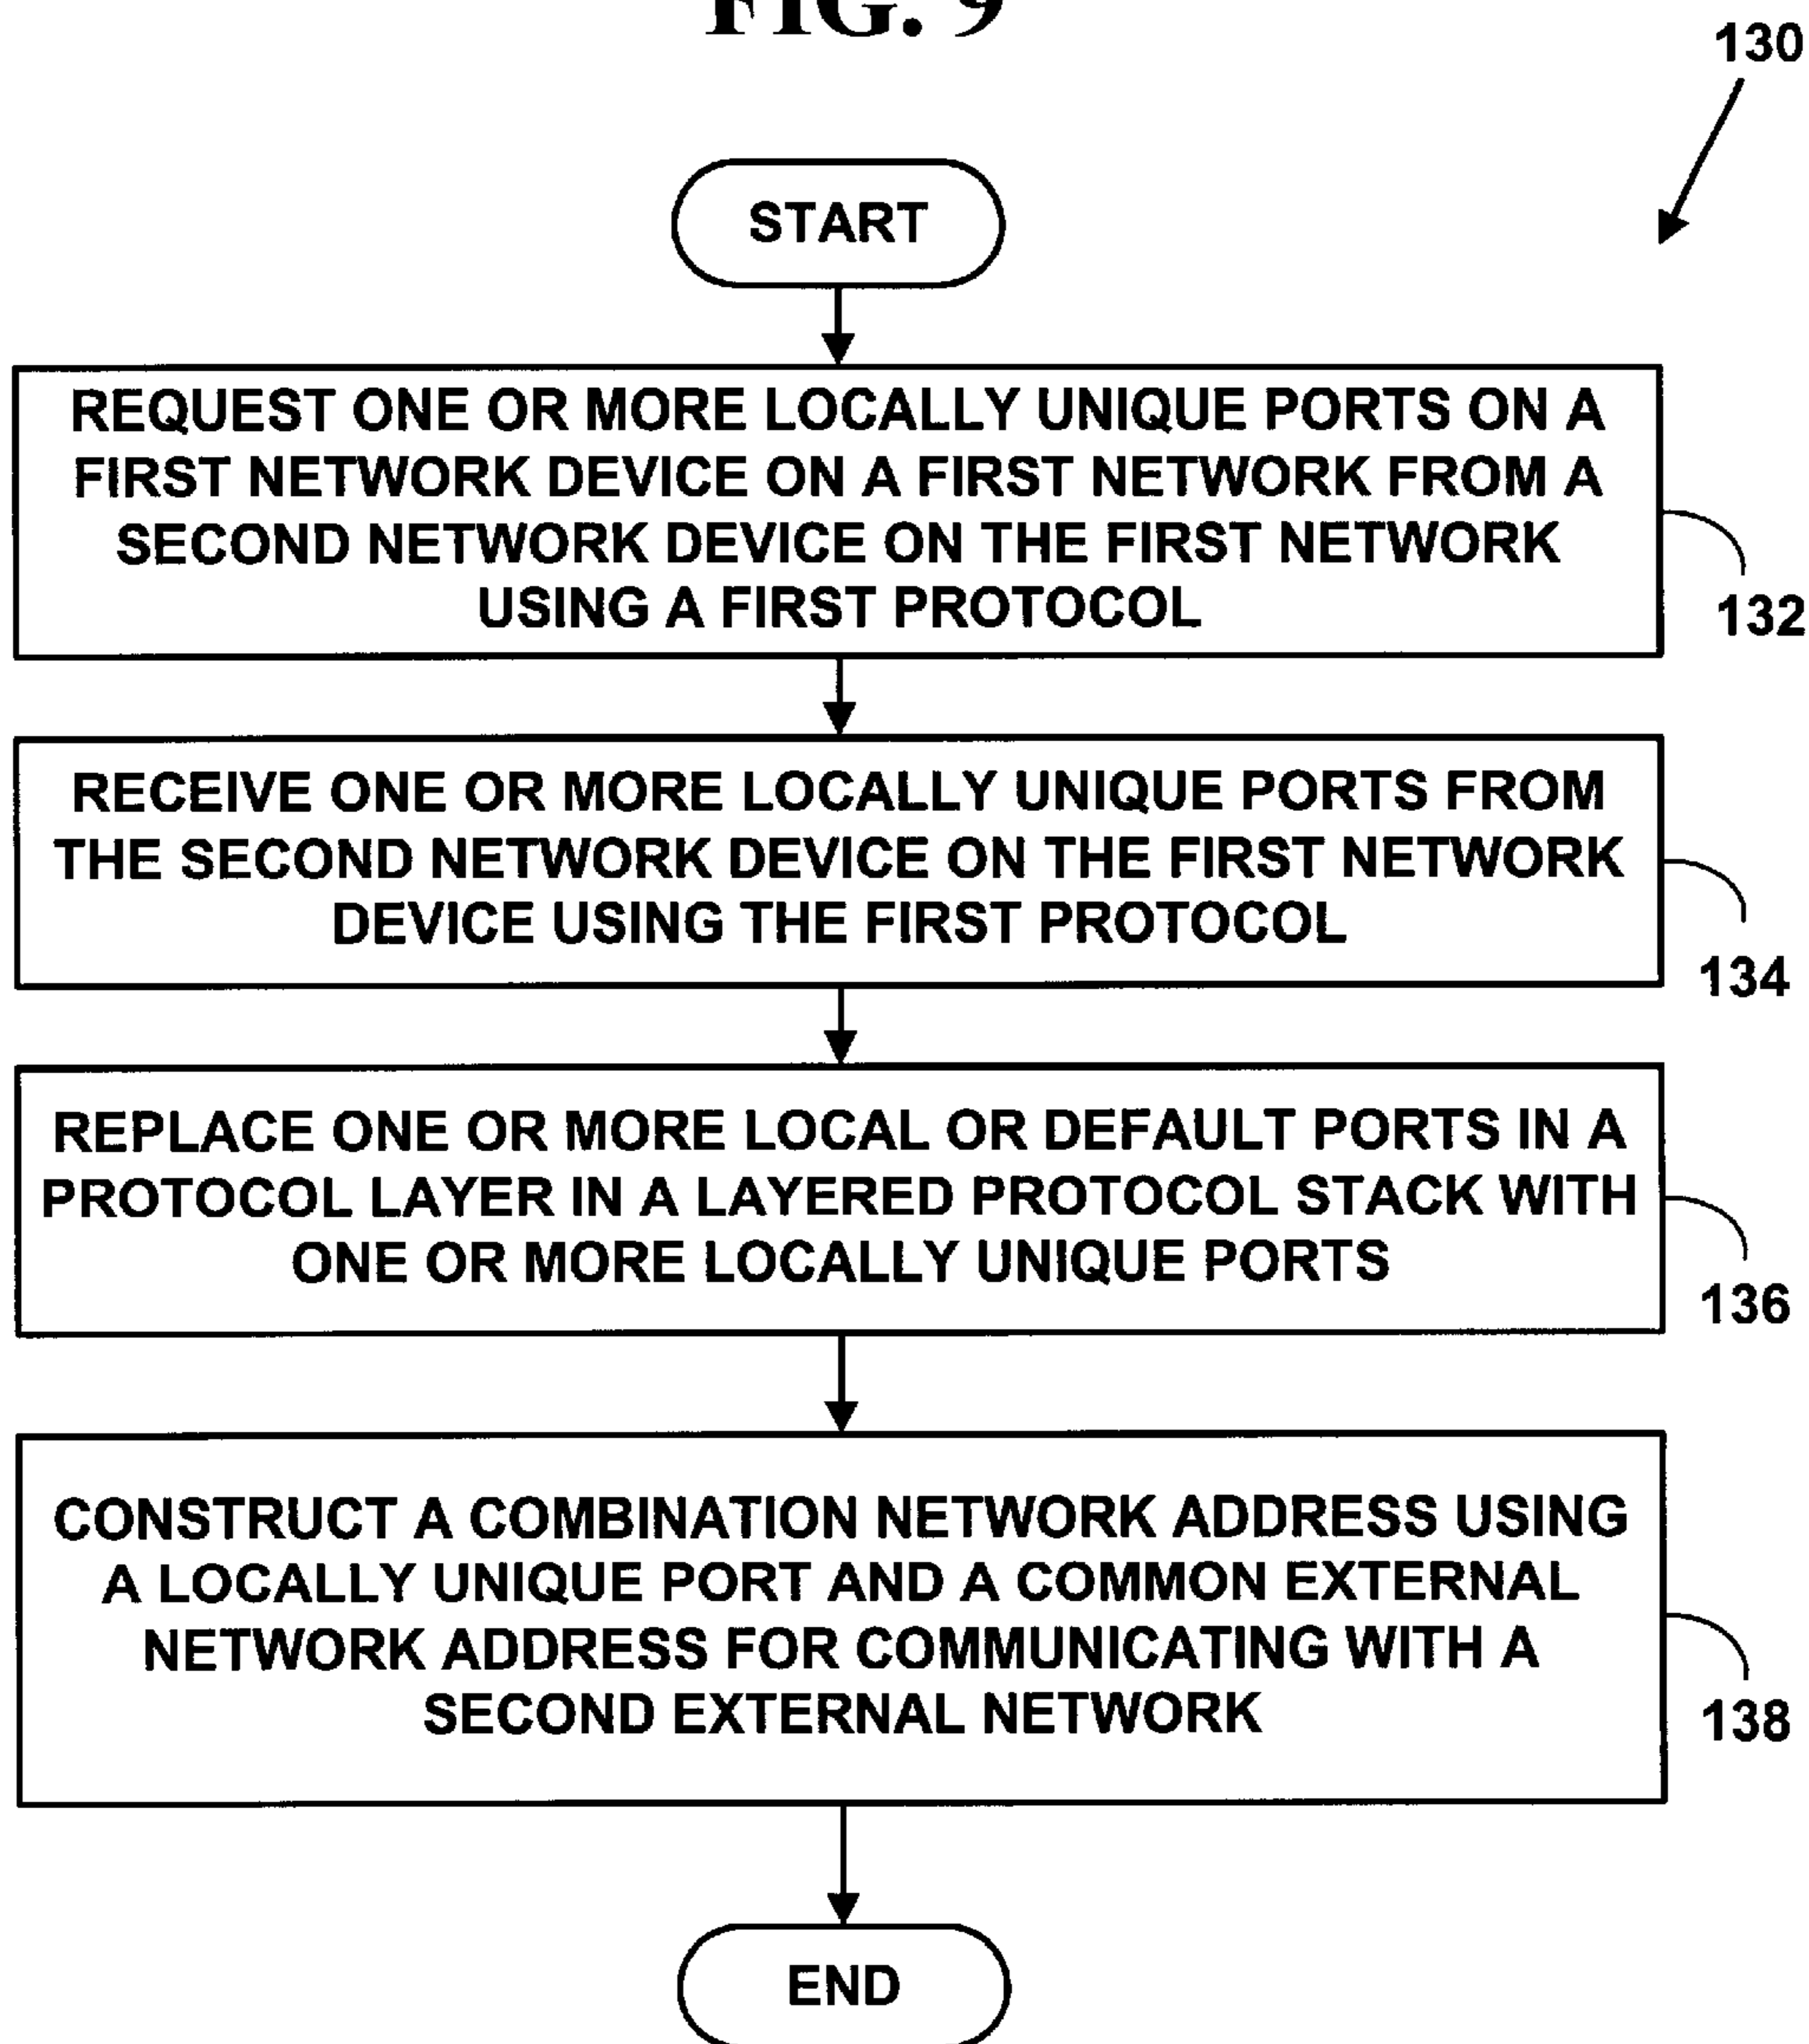 FIG. 9
130
START
REQUEST ONE OR MORE LOCALLY UNIQUE PORTS ON A
FIRST NETWORK DEVICE ON A FIRST NETWORK FROM A
SECOND NETWORK DEVICE ON THE FIRST NETWORK
USING A FIRST PROTOCOL
132
RECEIVE ONE OR MORE LOCALLY UNIQUE PORTS FROM
THE SECOND NETWORK DEVICE ON THE FIRST NETWORK
DEVICE USING THE FIRST PROTOCOL
134
REPLACE ONE OR MORE LOCAL OR DEFAULT PORTS IN A
PROTOCOL LAYER IN A LAYERED PROTOCOL STACK WITH
ONE OR MORE LOCALLY UNIQUE PORTS
136
CONSTRUCT A COMBINATION NETWORK ADDRESS USING
A LOCALLY UNIQUE PORT AND A COMMON EXTERNAL
NETWORK ADDRESS FOR COMMUNICATING WITH A
SECOND EXTERNAL NETWORK
138
END